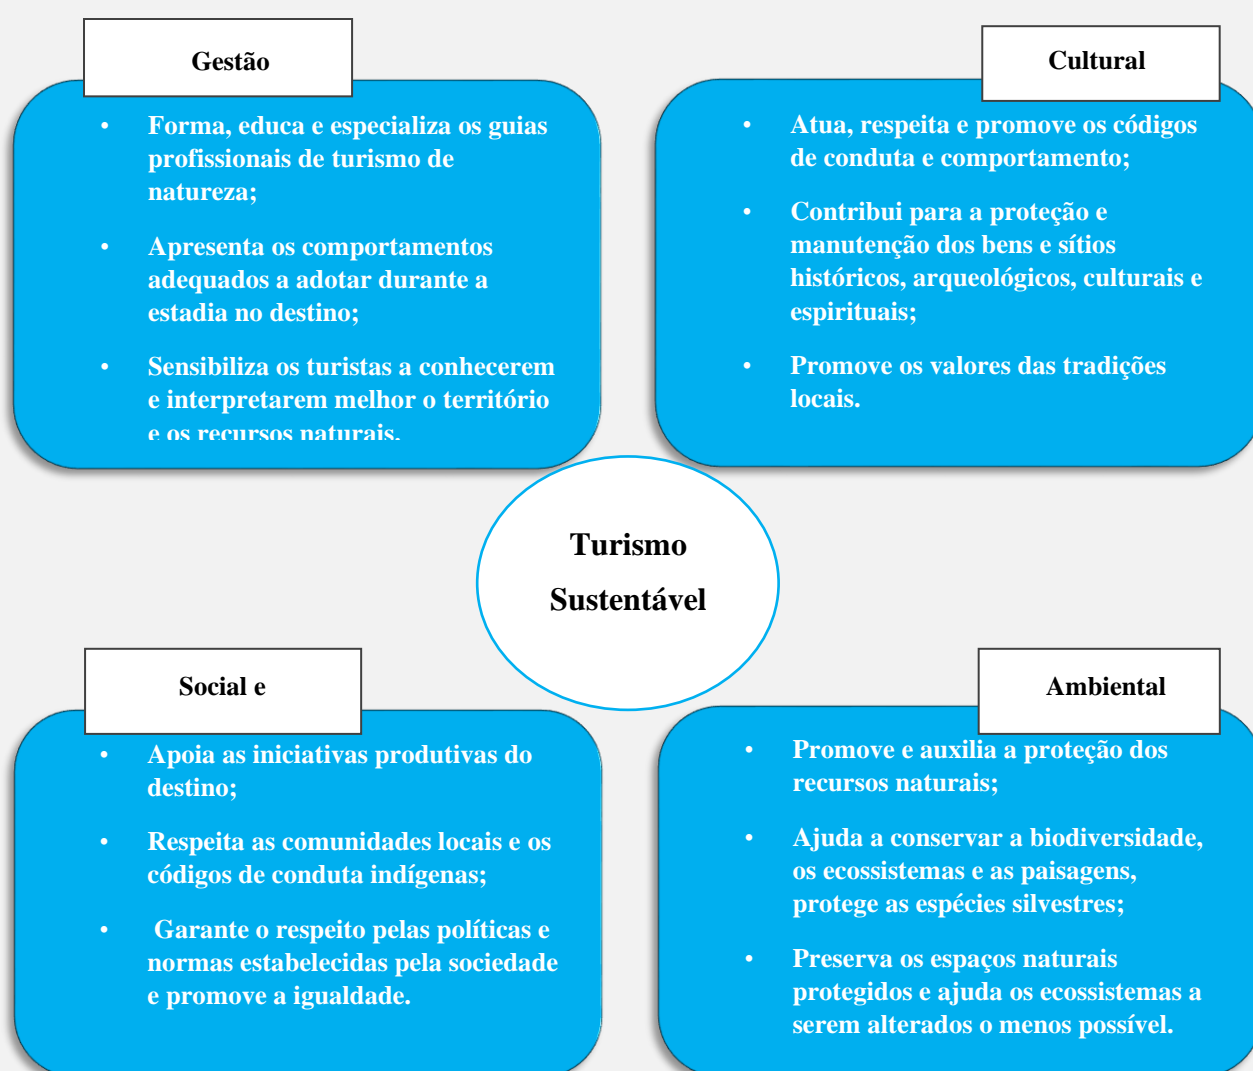 Gestão
• Forma, educa e especializa os guias
profissionais de turismo de
natureza;
• Apresenta os comportamentos
adequados a adotar durante a
estadia no destino;
• Sensibiliza os turistas a conhecerem
e interpretarem melhor o território
e os recursos naturais.
Cultural
• Atua, respeita e promove os códigos
de conduta e comportamento;
• Contribui para a proteção e
manutenção dos bens e sítios
históricos, arqueológicos, culturais e
espirituais;
• Promove os valores das tradições
locais.
Turismo
Sustentável
Social e
• Apoia as iniciativas produtivas do
destino;
• Respeita as comunidades locais e os
códigos de conduta indígenas;
• Garante o respeito pelas políticas e
normas estabelecidas pela sociedade
e promove a igualdade.
Ambiental
• Promove e auxilia a proteção dos
recursos naturais;
• Ajuda a conservar a biodiversidade,
os ecossistemas e as paisagens,
protege as espécies silvestres;
• Preserva os espaços naturais
protegidos e ajuda os ecossistemas a
serem alterados o menos possível.